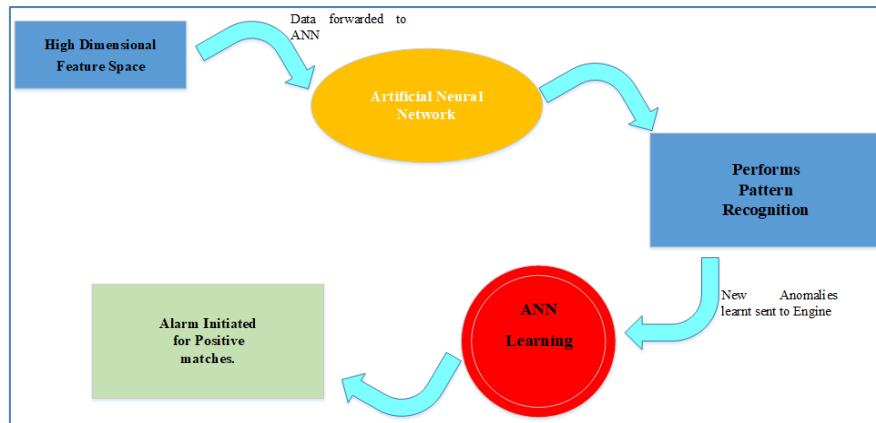 High Dimensional
Feature Space
Data forwarded to
ANN
Artificial Neural
Network
Performs
Pattern
Recognition
New Anomalies
learnt sent to Engine
ANN
Learning
Alarm Initiated
for Positive
matches.